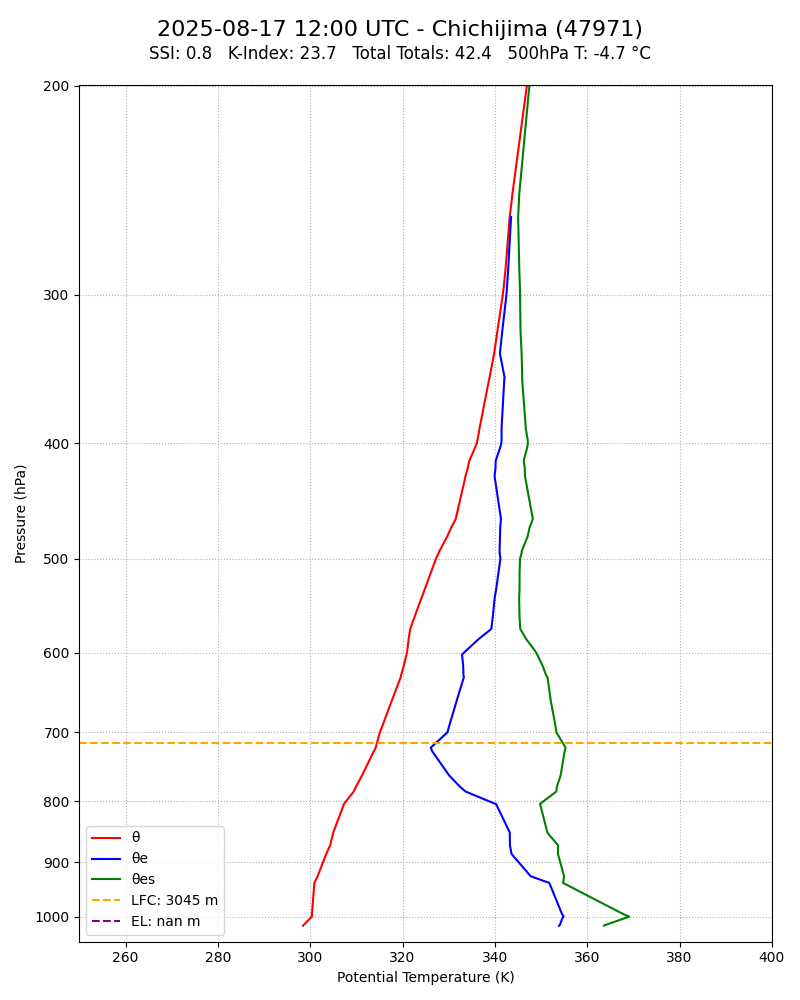 2025-08-17 12:00 UTC - Chichijima (47971)
SSI: 0.8   K-Index: 23.7   Total Totals: 42.4   500hPa T: -4.7 °C
200
300
400
500
600
700
800
900
1000
Pressure (hPa)
θ
θe
θes
LFC: 3045 m
EL: nan m
260 280 300 320 340 360 380 400
Potential Temperature (K)